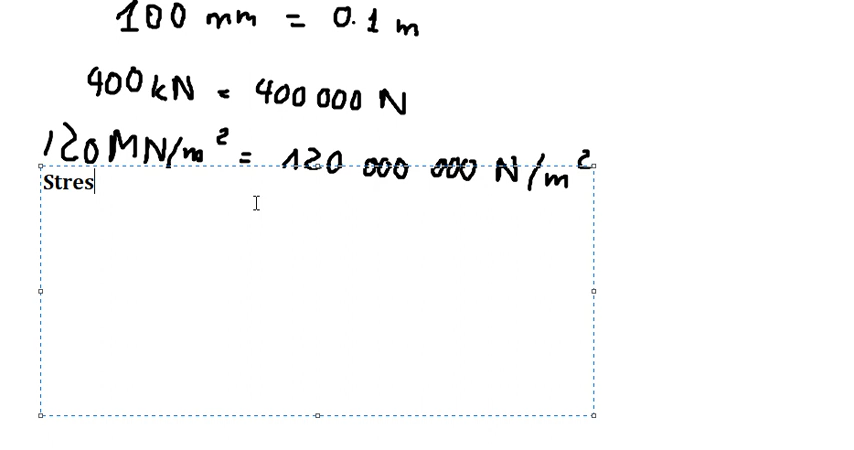 100 mm = 0.1 m
400 kN = 400 000 N
120 MN/m² = 120 000 000 N/m²
Stres